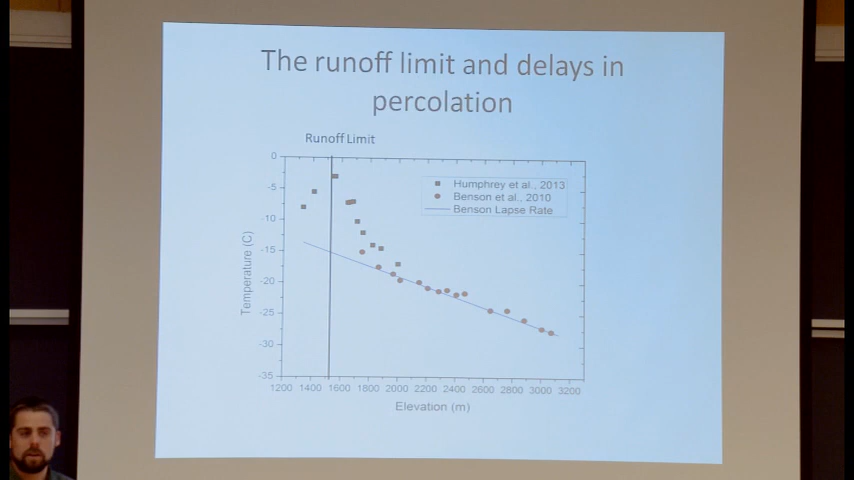 The runoff limit and delays in
percolation
Runoff Limit
0
-5
-10
-15
-20
-25
-30
-35
Temperature (C)
Humphrey et al., 2013
Benson et al., 2010
Benson Lapse Rate
1200 1400 1600 1800 2000 2200 2400 2600 2800 3000 3200
Elevation (m)